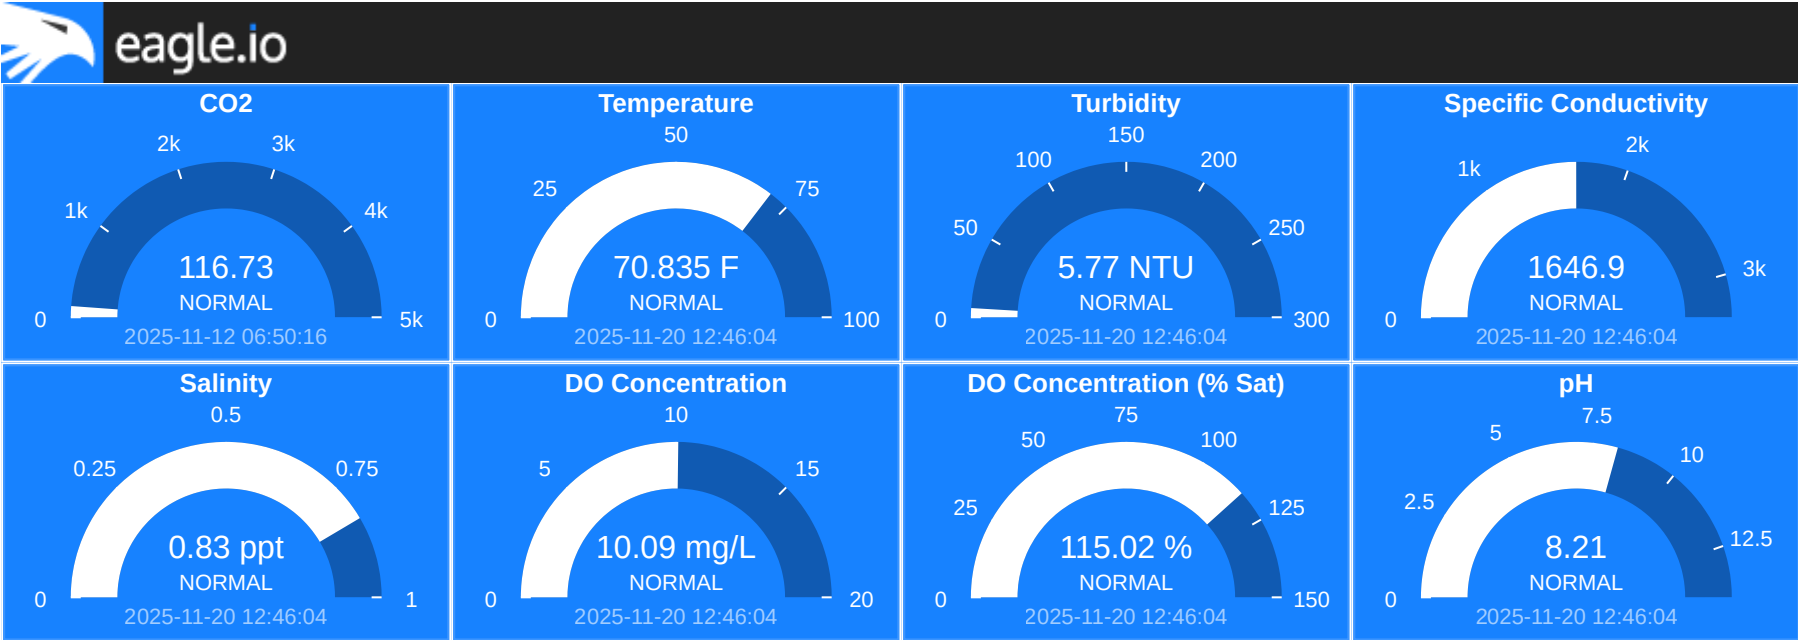 eagle.io
CO2
0
1k
2k
3k
4k
5k
116.73
NORMAL
2025-11-12 06:50:16
Temperature
0
25
50
75
100
70.835 F
NORMAL
2025-11-20 12:46:04
Turbidity
0
50
100
150
200
250
300
5.77 NTU
NORMAL
2025-11-20 12:46:04
Specific Conductivity
0
1k
2k
3k
1646.9
NORMAL
2025-11-20 12:46:04
Salinity
0
0.25
0.5
0.75
1
0.83 ppt
NORMAL
2025-11-20 12:46:04
DO Concentration
0
5
10
15
20
10.09 mg/L
NORMAL
2025-11-20 12:46:04
DO Concentration (% Sat)
0
25
50
75
100
125
150
115.02 %
NORMAL
2025-11-20 12:46:04
pH
0
2.5
5
7.5
10
12.5
8.21
NORMAL
2025-11-20 12:46:04